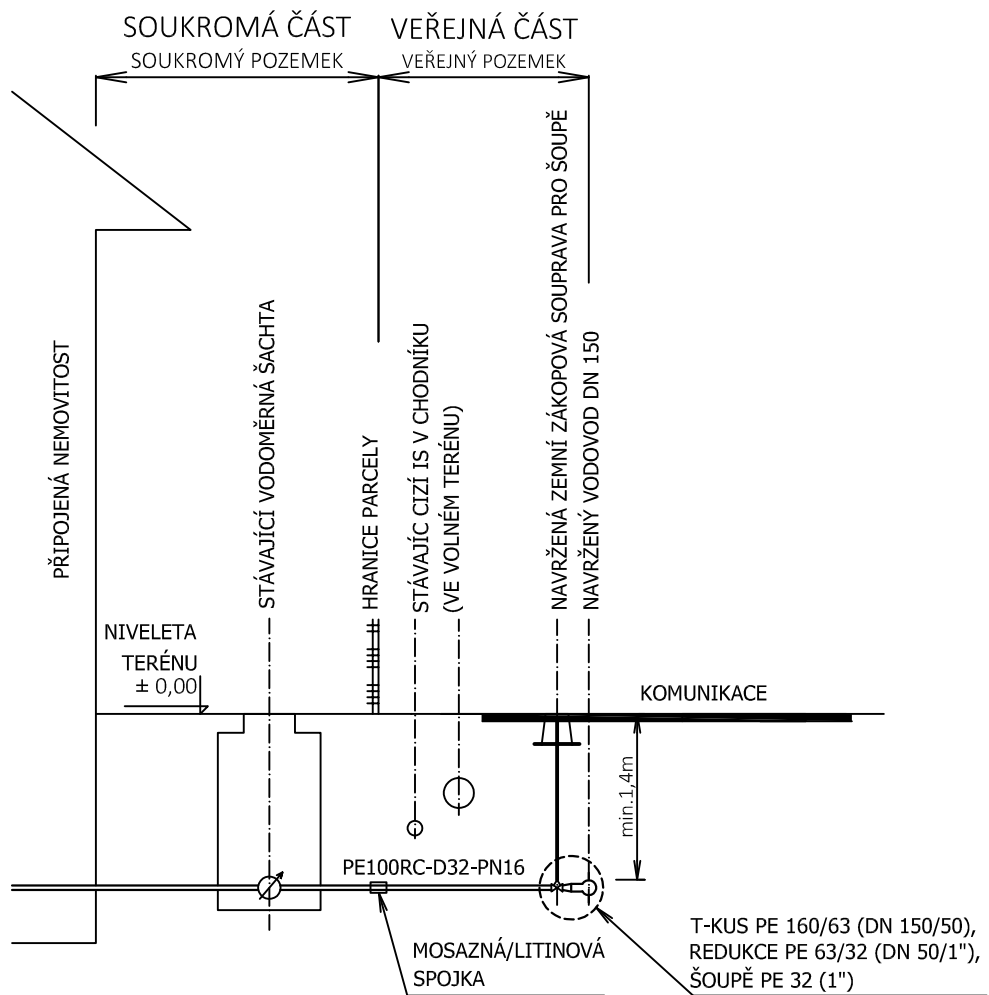 SOUKROMÁ ČÁST
SOUKROMÝ POZEMEK
VEŘEJNÁ ČÁST
VEŘEJNÝ POZEMEK
PŘIPOJENÁ NEMOVITOST
STÁVAJÍCÍ VODOMĚRNÁ ŠACHTA
HRANICE PARCELY
STÁVAJÍC CIZÍ IS V CHODNÍKU
(VE VOLNÉM TERÉNU)
NAVRŽENÁ ZEMNÍ ZÁKOPOVÁ SOUPRAVA PRO ŠOUPĚ
NAVRŽENÝ VODOVOD DN 150
NIVELETA
TERÉNU
± 0,00
KOMUNIKACE
min.1,4m
PE100RC-D32-PN16
MOSAZNÁ/LITINOVÁ
SPOJKA
T-KUS PE 160/63 (DN 150/50),
REDUKCE PE 63/32 (DN 50/1"),
ŠOUPĚ PE 32 (1")